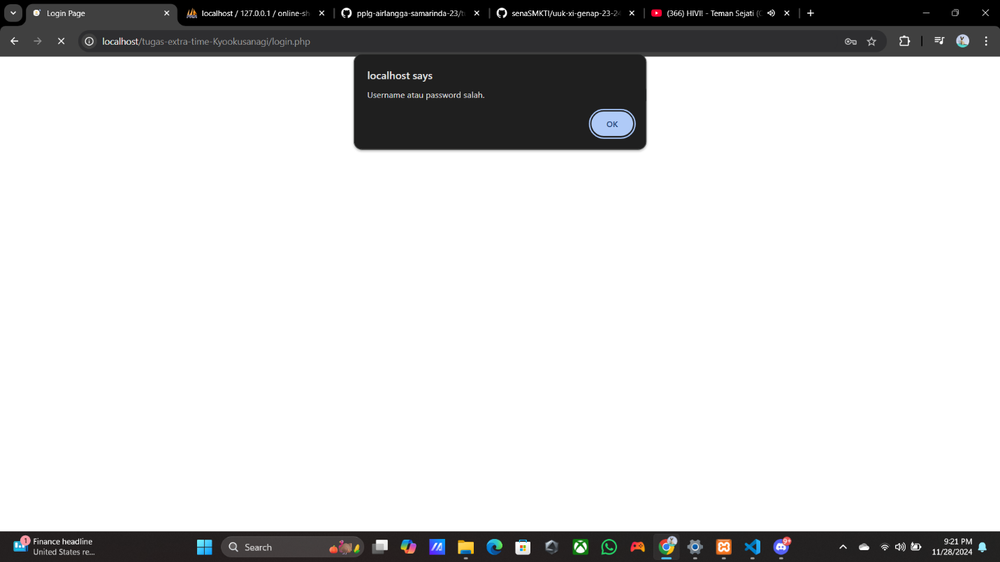 Login Page
localhost / 127.0.0.1 / online-sh
pplg-airlangga-samarinda-23/tu
senaSMKTI/uuk-xi-genap-23-24
(366) HIVI! - Teman Sejati (C
localhost/tugas-extra-time-Kyookusanagi/login.php
localhost says
Username atau password salah.
OK
1
Finance headline
United States re...
Search
9+
9:21 PM
11/28/2024